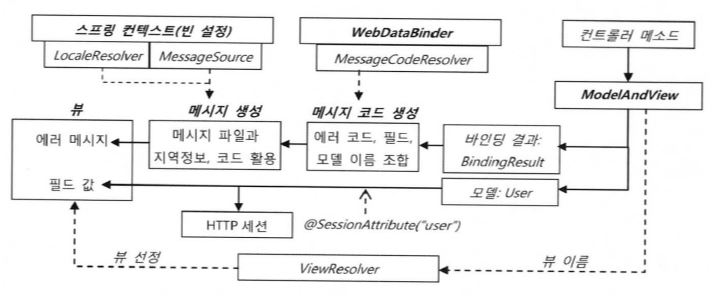 스프링 컨텍스트(빈 설정)
LocaleResolver
MessageSource
WebDataBinder
MessageCodeResolver
컨트롤러 메소드
ModelAndView
뷰
에러 메시지
필드 값
메시지 생성
메시지 파일과
지역정보, 코드 활용
메시지 코드 생성
에러 코드, 필드,
모델 이름 조합
바인딩 결과:
BindingResult
모델: User
HTTP 세션
@SessionAttribute("user")
뷰 선정
ViewResolver
뷰 이름